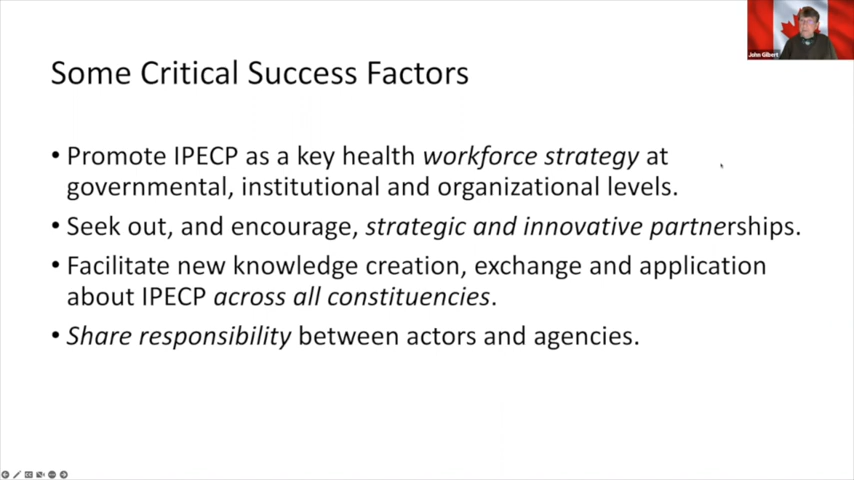 John Gilbert
Some Critical Success Factors
• Promote IPECP as a key health workforce strategy at
governmental, institutional and organizational levels.
• Seek out, and encourage, strategic and innovative partnerships.
• Facilitate new knowledge creation, exchange and application
about IPECP across all constituencies.
• Share responsibility between actors and agencies.